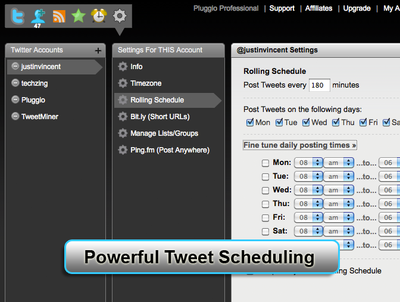 Pluggio Professional | Support | Affiliates | Upgrade | My A
47
Twitter Accounts +
justinvincent
techzing
Pluggio
TweetMiner
Settings For THIS Account
Info
Timezone
Rolling Schedule
Bit.ly (Short URLs)
Manage Lists/Groups
Ping.fm (Post Anywhere)
@justinvincent Settings
Rolling Schedule
Post Tweets every 180 minutes
Post Tweets on the following days:
Mon Tue Wed Thu Fri Sa
Fine tune daily posting times »
Mon: 08 am ...to... 06
Tue: 08 am ...to... 06
Wed: 08 am ...to... 06
Thu: 08 am ...to... 06
Fri: 08 am ...to... 06
Sat: 08 am ...to... 06
am ...to... 06
Powerful Tweet Scheduling
Rolling Schedule